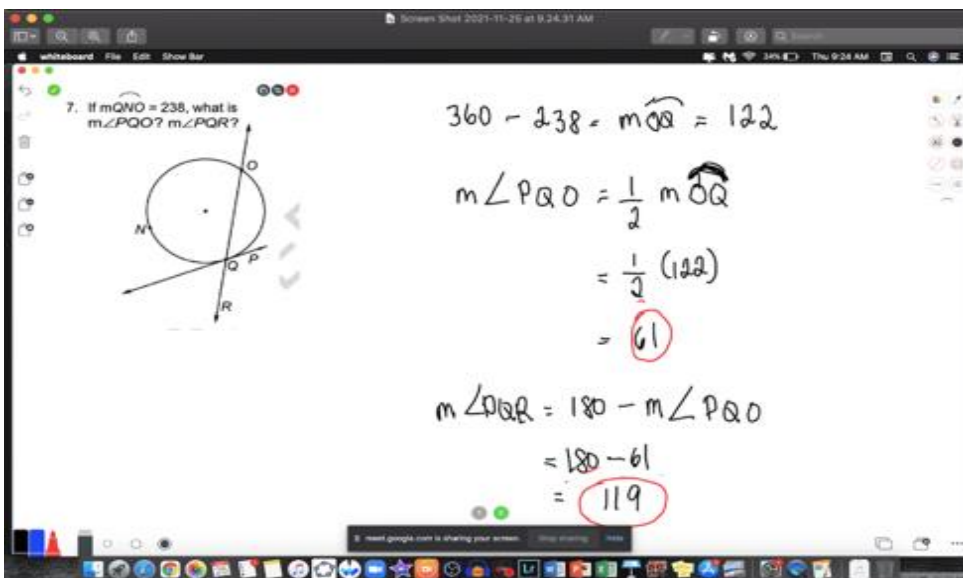 Screen Shot 2021-11-25 at 9.24.31 AM
whiteboard File Edit Show Bar
34% Thu 9:24 AM
7. If mQNO = 238, what is
m∠PQO? m∠PQR?
O
N
P
Q
R
360 - 238 = mOQ = 122
m∠PQO = 1/2 mOQ
= 1/2 (122)
= 61
m∠PQR = 180 - m∠PQO
= 180 - 61
= 119
meet.google.com is sharing your screen. Stop sharing Hide